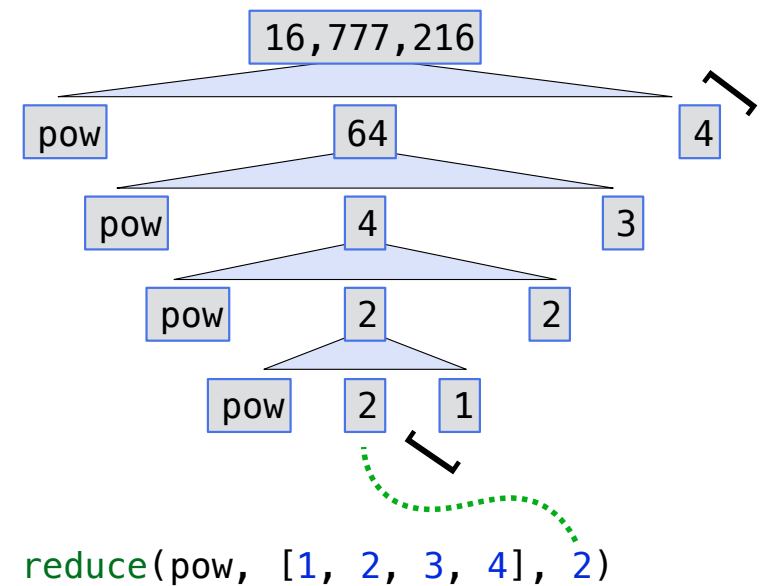 16,777,216
pow 64 4 ]
pow 4 3
pow 2 2
pow 2 1
[
reduce(pow, [1, 2, 3, 4], 2)